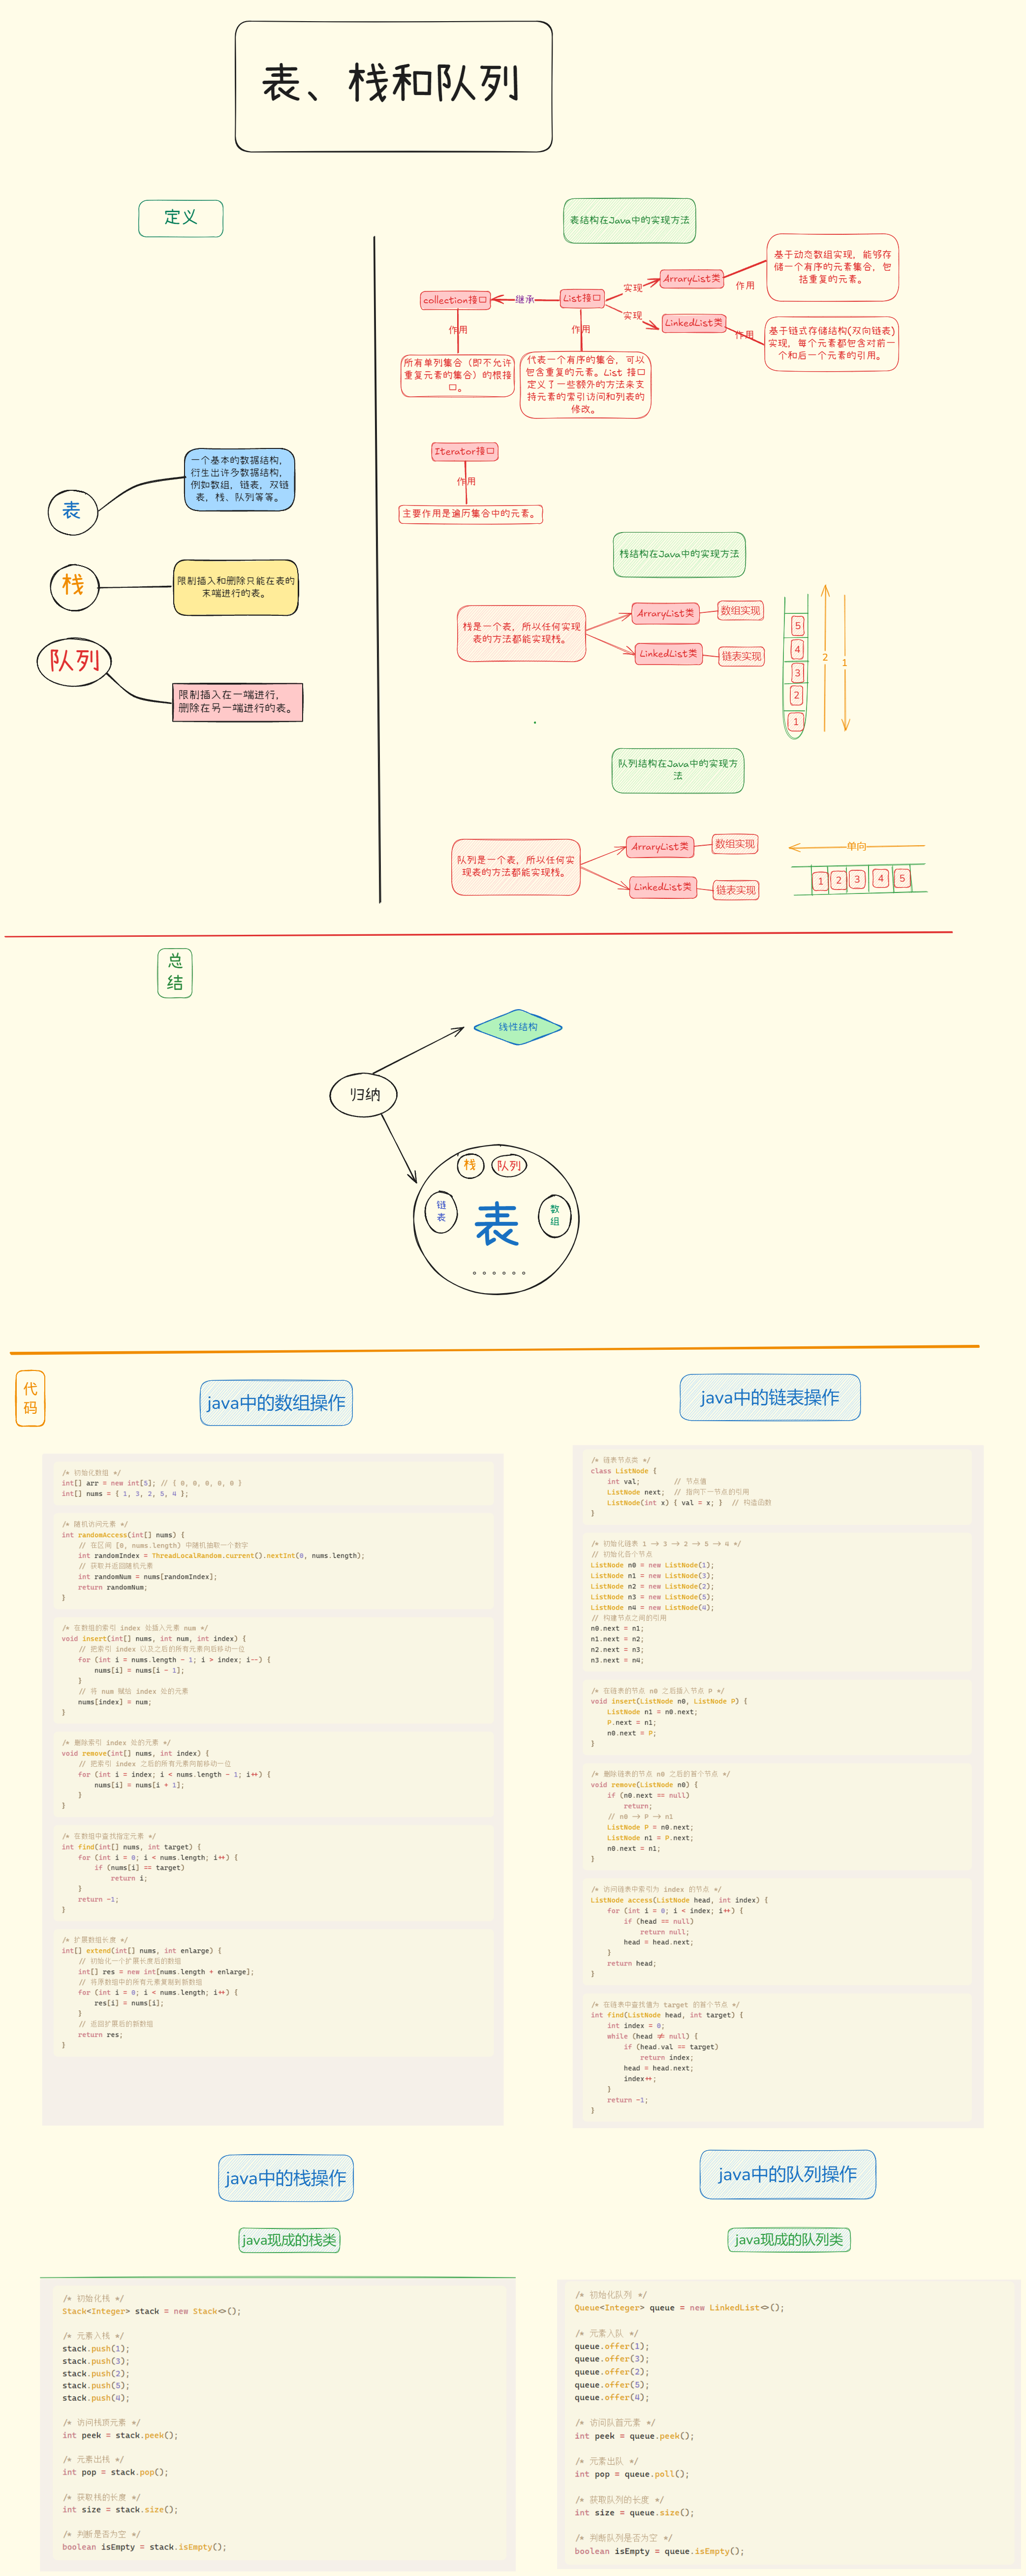 表、栈和队列
定义
表
一个基本的数据结构，
衍生出许多数据结构，
例如数组，链表，双链
表，栈、队列等等。
栈
限制插入和删除只能在表的
末端进行的表。
队列
限制插入在一端进行，
删除在另一端进行的表。
表结构在Java中的实现方法
collection接口
继承
List接口
实现
ArraryList类
作用
基于动态数组实现，能够存
储一个有序的元素集合，包
括重复的元素。
实现
LinkedList类
作用
基于链式存储结构(双向链表)
实现，每个元素都包含对前一
个和后一个元素的引用。
作用
所有单列集合（即不允许
重复元素的集合）的根接
口。
作用
代表一个有序的集合，可以
包含重复的元素。List 接口
定义了一些额外的方法来支
持元素的索引访问和列表的
修改。
Iterator接口
作用
主要作用是遍历集合中的元素。
栈结构在Java中的实现方法
栈是一个表，所以任何实现
表的方法都能实现栈。
ArraryList类
数组实现
LinkedList类
链表实现
5
4
3
2
1
2
1
队列结构在Java中的实现方
法
队列是一个表，所以任何实
现表的方法都能实现栈。
ArraryList类
数组实现
LinkedList类
链表实现
单向
1 2 3 4 5
总
结
归纳
线性结构
栈
队列
链
表
表
数
组
。。。。。。
代
码
java中的数组操作
/* 初始化数组 */
int[] arr = new int[5]; // { 0, 0, 0, 0, 0 }
int[] nums = { 1, 3, 2, 5, 4 };
/* 随机访问元素 */
int randomAccess(int[] nums) {
// 在区间 [0, nums.length) 中随机抽取一个数字
int randomIndex = ThreadLocalRandom.current().nextInt(0, nums.length);
// 获取并返回随机元素
int randomNum = nums[randomIndex];
return randomNum;
}
/* 在数组的索引 index 处插入元素 num */
void insert(int[] nums, int num, int index) {
// 把索引 index 以及之后的所有元素向后移动一位
for (int i = nums.length - 1; i > index; i--) {
nums[i] = nums[i - 1];
}
// 将 num 赋给 index 处的元素
nums[index] = num;
}
/* 删除索引 index 处的元素 */
void remove(int[] nums, int index) {
// 把索引 index 之后的所有元素向前移动一位
for (int i = index; i < nums.length - 1; i++) {
nums[i] = nums[i + 1];
}
}
/* 在数组中查找指定元素 */
int find(int[] nums, int target) {
for (int i = 0; i < nums.length; i++) {
if (nums[i] == target)
return i;
}
return -1;
}
/* 扩展数组长度 */
int[] extend(int[] nums, int enlarge) {
// 初始化一个扩展长度后的数组
int[] res = new int[nums.length + enlarge];
// 将原数组中的所有元素复制到新数组
for (int i = 0; i < nums.length; i++) {
res[i] = nums[i];
}
// 返回扩展后的新数组
return res;
}
java中的链表操作
/* 链表节点类 */
class ListNode {
int val; // 节点值
ListNode next; // 指向下一节点的引用
ListNode(int x) { val = x; } // 构造函数
}
/* 初始化链表 1 -> 3 -> 2 -> 5 -> 4 */
// 初始化各个节点
ListNode n0 = new ListNode(1);
ListNode n1 = new ListNode(3);
ListNode n2 = new ListNode(2);
ListNode n3 = new ListNode(5);
ListNode n4 = new ListNode(4);
// 构建节点之间的引用
n0.next = n1;
n1.next = n2;
n2.next = n3;
n3.next = n4;
/* 在链表的节点 n0 之后插入节点 P */
void insert(ListNode n0, ListNode P) {
ListNode n1 = n0.next;
P.next = n1;
n0.next = P;
}
/* 删除链表的节点 n0 之后的首个节点 */
void remove(ListNode n0) {
if (n0.next == null)
return;
// n0 -> P -> n1
ListNode P = n0.next;
ListNode n1 = P.next;
n0.next = n1;
}
/* 访问链表中索引为 index 的节点 */
ListNode access(ListNode head, int index) {
for (int i = 0; i < index; i++) {
if (head == null)
return null;
head = head.next;
}
return head;
}
/* 在链表中查找值为 target 的首个节点 */
int find(ListNode head, int target) {
int index = 0;
while (head != null) {
if (head.val == target)
return index;
head = head.next;
index++;
}
return -1;
}
java中的栈操作
java现成的栈类
/* 初始化栈 */
Stack<Integer> stack = new Stack<>();
/* 元素入栈 */
stack.push(1);
stack.push(3);
stack.push(2);
stack.push(5);
stack.push(4);
/* 访问栈顶元素 */
int peek = stack.peek();
/* 元素出栈 */
int pop = stack.pop();
/* 获取栈的长度 */
int size = stack.size();
/* 判断是否为空 */
boolean isEmpty = stack.isEmpty();
java中的队列操作
java现成的队列类
/* 初始化队列 */
Queue<Integer> queue = new LinkedList<>();
/* 元素入队 */
queue.offer(1);
queue.offer(3);
queue.offer(2);
queue.offer(5);
queue.offer(4);
/* 访问队首元素 */
int peek = queue.peek();
/* 元素出队 */
int pop = queue.poll();
/* 获取队列的长度 */
int size = queue.size();
/* 判断队列是否为空 */
boolean isEmpty = queue.isEmpty();